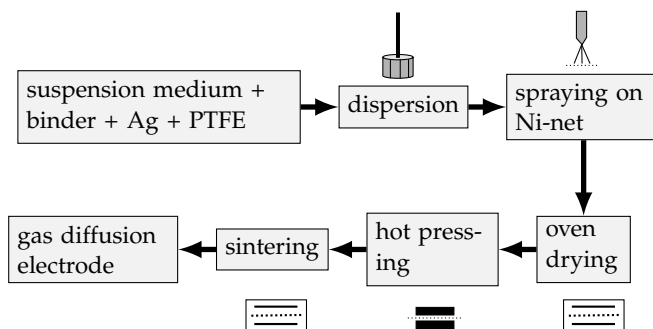 suspension medium +
binder + Ag + PTFE
dispersion
spraying on
Ni-net
oven
drying
hot press-
ing
sintering
gas diffusion
electrode